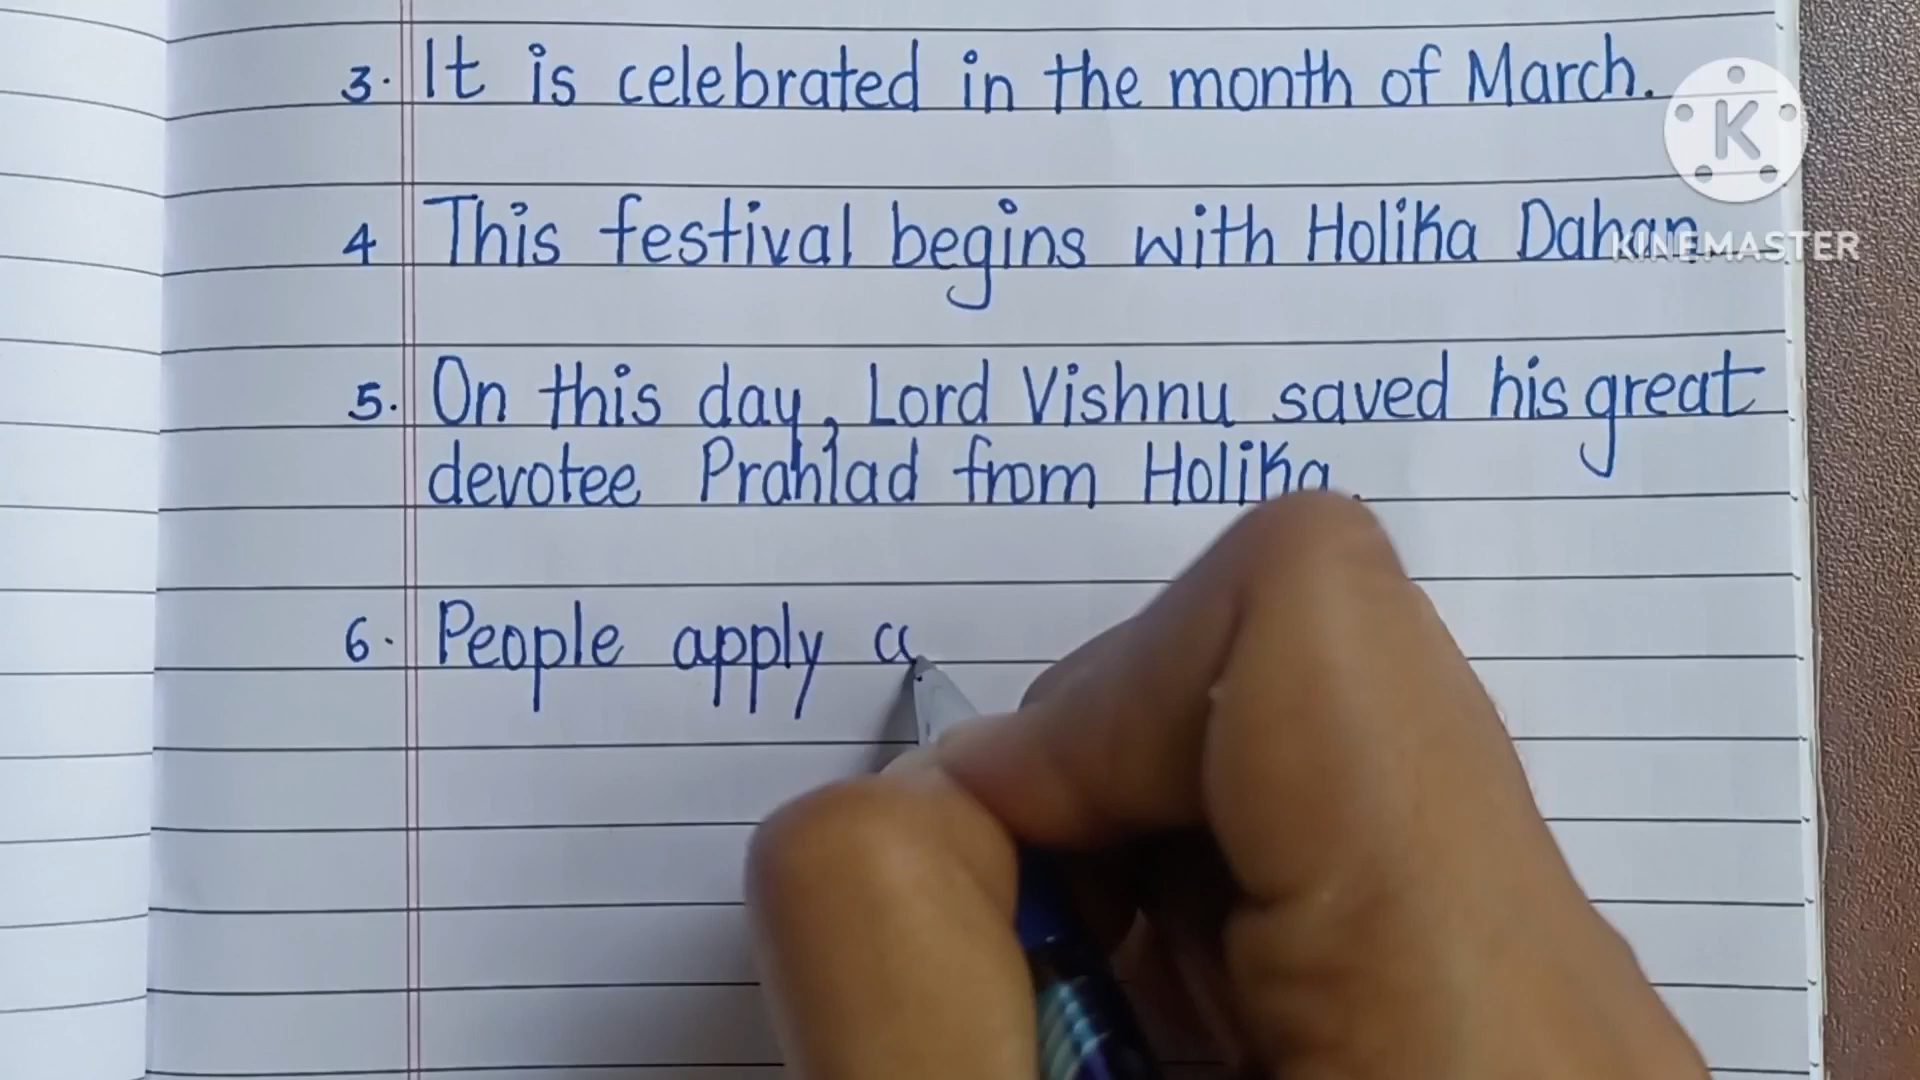 3. It is celebrated in the month of March.
K
4 This festival begins with Holika Dahan.
KINEMASTER
5. On this day, Lord Vishnu saved his great
devotee Prahlad from Holika.
6. People apply